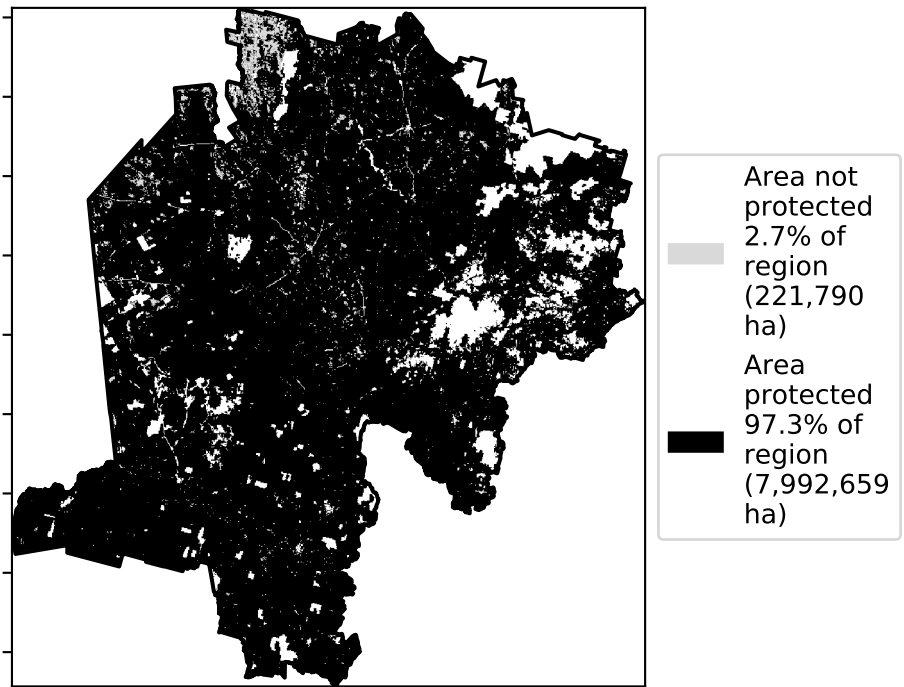 Area not
protected
2.7% of
region
(221,790
ha)
Area
protected
97.3% of
region
(7,992,659
ha)